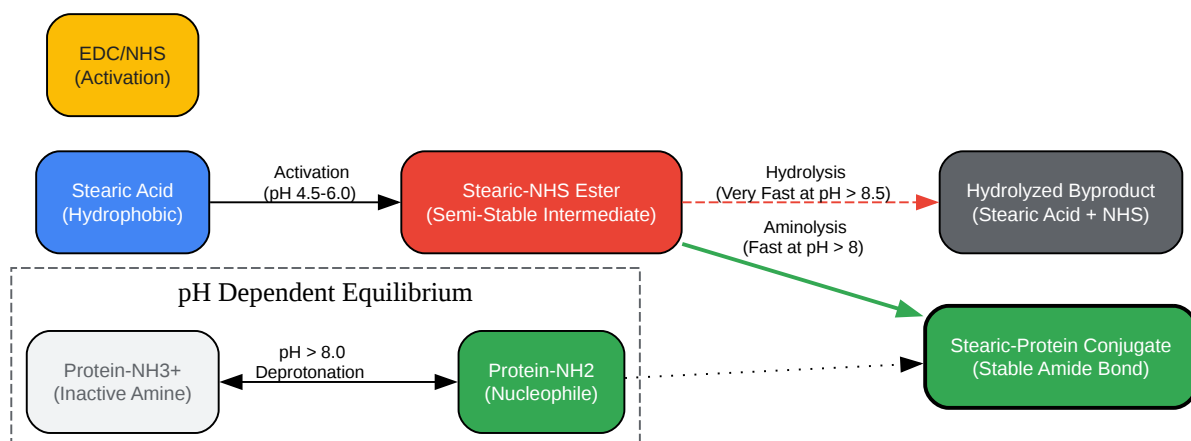 EDC/NHS
(Activation)
Stearic Acid
(Hydrophobic)
Activation
(pH 4.5-6.0)
Stearic-NHS Ester
(Semi-Stable Intermediate)
Hydrolysis
(Very Fast at pH > 8.5)
Hydrolyzed Byproduct
(Stearic Acid + NHS)
Aminolysis
(Fast at pH > 8)
pH Dependent Equilibrium
Protein-NH3+
(Inactive Amine)
pH > 8.0
Deprotonation
Protein-NH2
(Nucleophile)
Stearic-Protein Conjugate
(Stable Amide Bond)